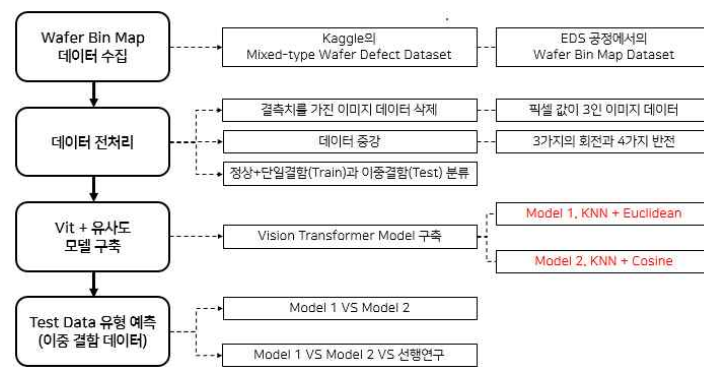 Wafer Bin Map
데이터 수집
Kaggle의
Mixed-type Wafer Defect Dataset
EDS 공정에서의
Wafer Bin Map Dataset
데이터 전처리
결측치를 가진 이미지 데이터 삭제
픽셀 값이 3인 이미지 데이터
데이터 증강
3가지의 회전과 4가지 반전
정상+단일결함(Train)과 이중결함(Test) 분류
Vit + 유사도
모델 구축
Vision Transformer Model 구축
Model 1, KNN + Euclidean
Model 2, KNN + Cosine
Test Data 유형 예측
(이중 결함 데이터)
Model 1 VS Model 2
Model 1 VS Model 2 VS 선행연구